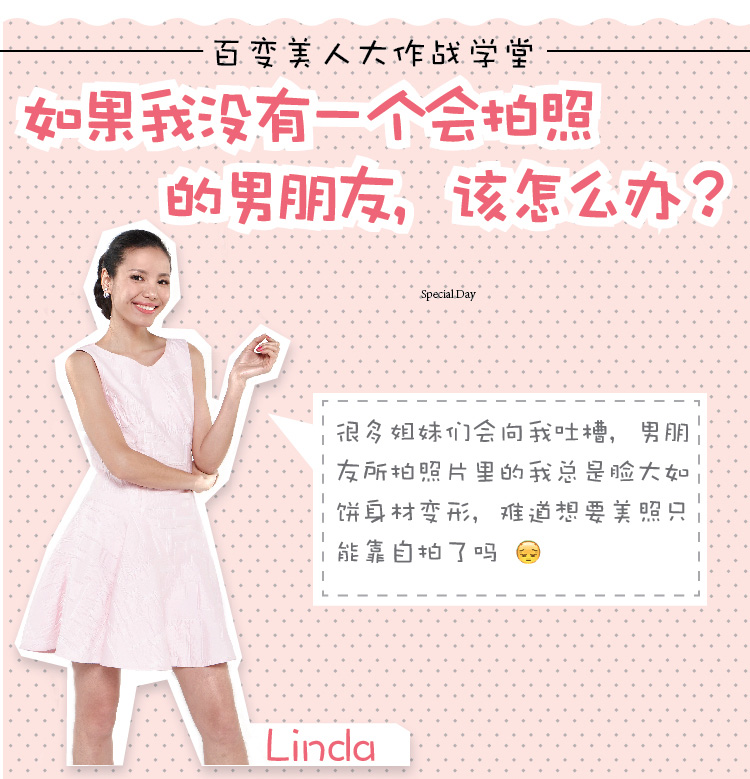 百变美人大作战学堂
如果我没有一个会拍照
的男朋友，该怎么办？
Special.Day
很多姐妹们会向我吐槽，男朋
友所拍照片里的我总是脸大如
饼身材变形，难道想要美照只
能靠自拍了吗 😔
Linda